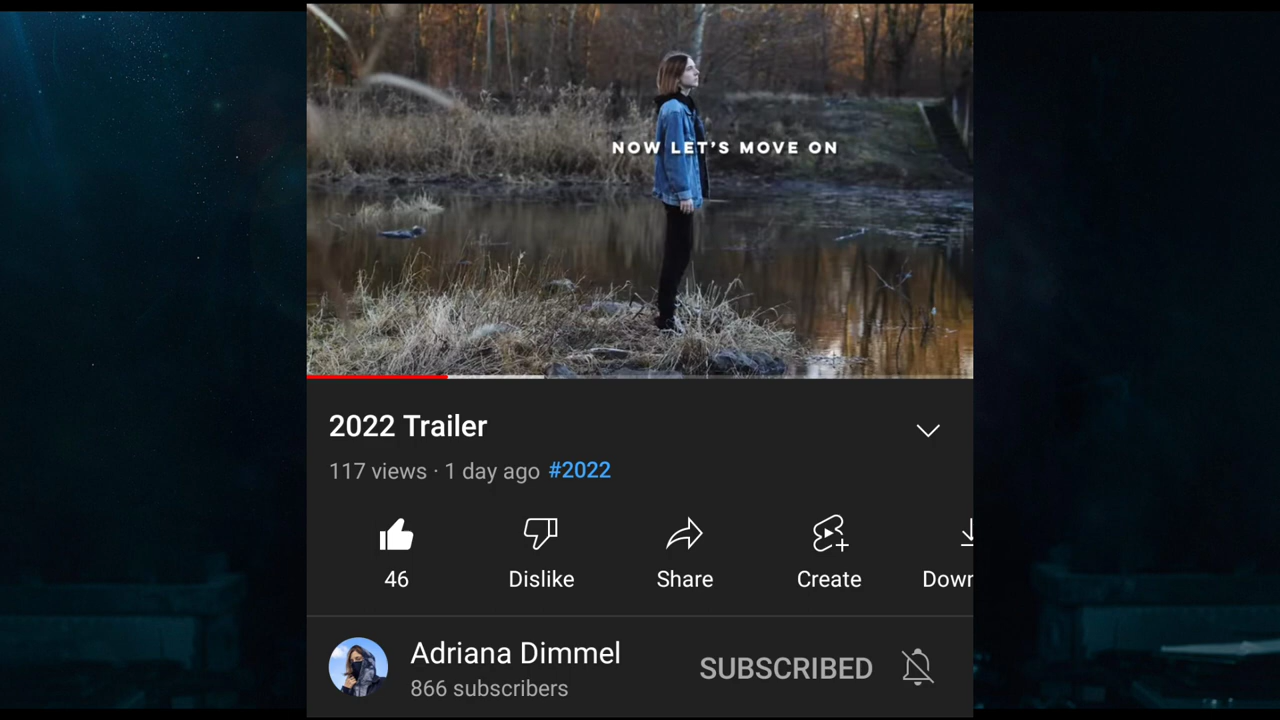 NOW LET'S MOVE ON
2022 Trailer
117 views · 1 day ago #2022
46 Dislike Share Create Down
Adriana Dimmel
866 subscribers
SUBSCRIBED